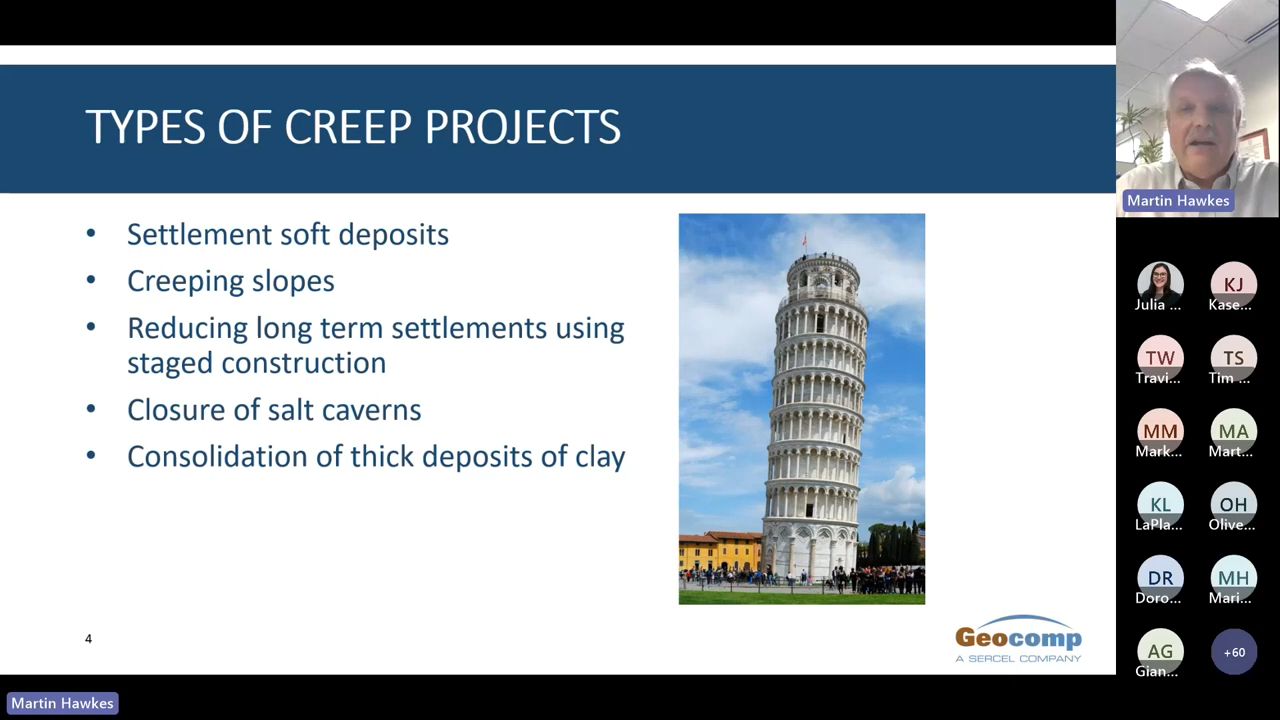 TYPES OF CREEP PROJECTS
• Settlement soft deposits
• Creeping slopes
• Reducing long term settlements using
staged construction
• Closure of salt caverns
• Consolidation of thick deposits of clay
4
Geocomp
A SERCEL COMPANY
Martin Hawkes
Julia ...
KJ
Kase...
TW
Travi...
TS
Tim ...
MM
Mark...
MA
Mart...
KL
LaPla...
OH
Olive...
DR
Doro...
MH
Mari...
AG
Gian...
+60
Martin Hawkes